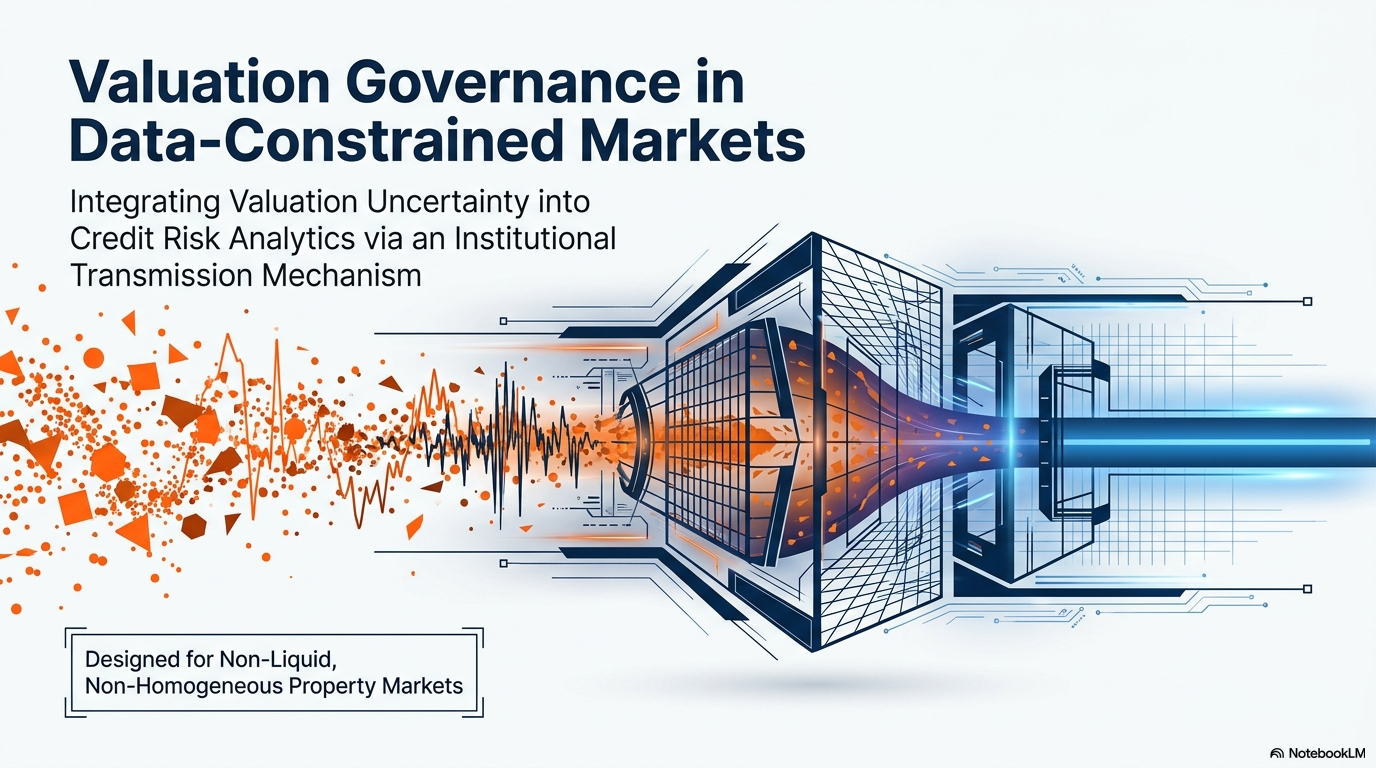 Valuation Governance in
Data-Constrained Markets
Integrating Valuation Uncertainty into
Credit Risk Analytics via an Institutional
Transmission Mechanism
Designed for Non-Liquid,
Non-Homogeneous Property Markets
NotebookLM